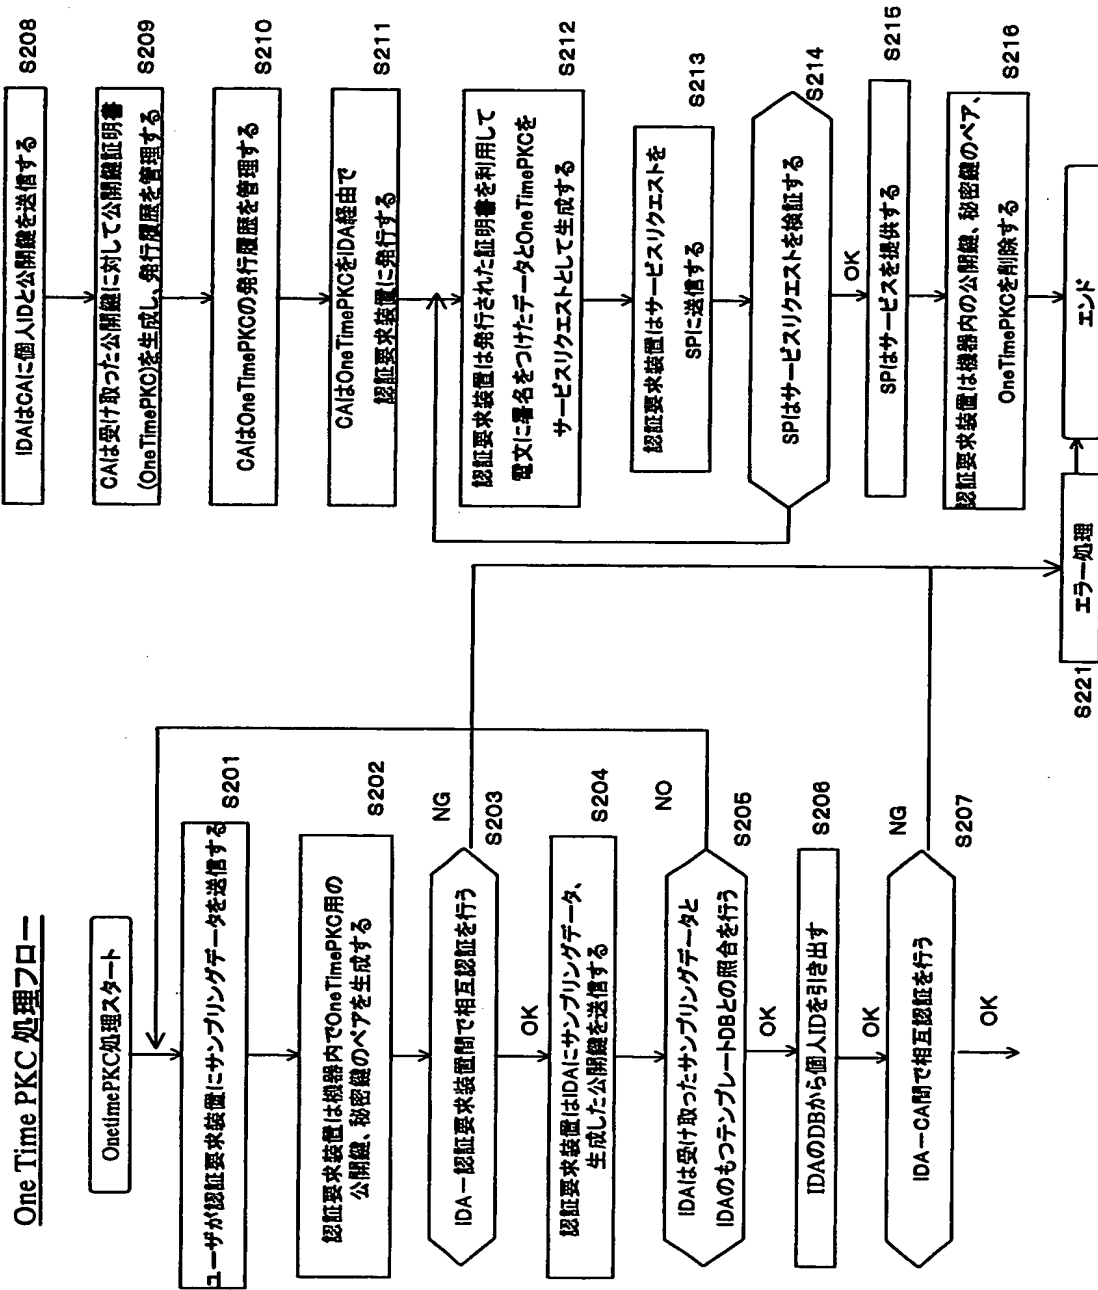 One Time PKC 処理フロー
OnetimePKC処理スタート
ユーザが認証要求装置にサンプリングデータを送信する
S201
認証要求装置は機器内でOneTimePKC用の
公開鍵、秘密鍵のペアを生成する
S202
IDA－認証要求装置間で相互認証を行う
NG
S203
OK
認証要求装置はIDAにサンプリングデータ、
生成した公開鍵を送信する
S204
IDAは受け取ったサンプリングデータと
IDAのもつテンプレートDBとの照合を行う
NO
S205
OK
IDAのDBから個人IDを引き出す
S206
OK
IDA－CA間で相互認証を行う
NG
S207
OK
IDAはCAに個人IDと公開鍵を送信する
S208
CAは受け取った公開鍵に対して公開鍵証明書
(OneTimePKC)を生成し、発行履歴を管理する
S209
CAはOneTimePKCの発行履歴を管理する
S210
CAはOneTimePKCをIDA経由で
認証要求装置に発行する
S211
認証要求装置は発行された証明書を利用して
電文に署名をつけたデータとOneTimePKCを
サービスリクエストとして生成する
S212
認証要求装置はサービスリクエストを
SPに送信する
S213
SPはサービスリクエストを検証する
S214
OK
SPはサービスを提供する
S215
認証要求装置は機器内の公開鍵、秘密鍵のペア、
OneTimePKCを削除する
S216
エラー処理
S221
エンド